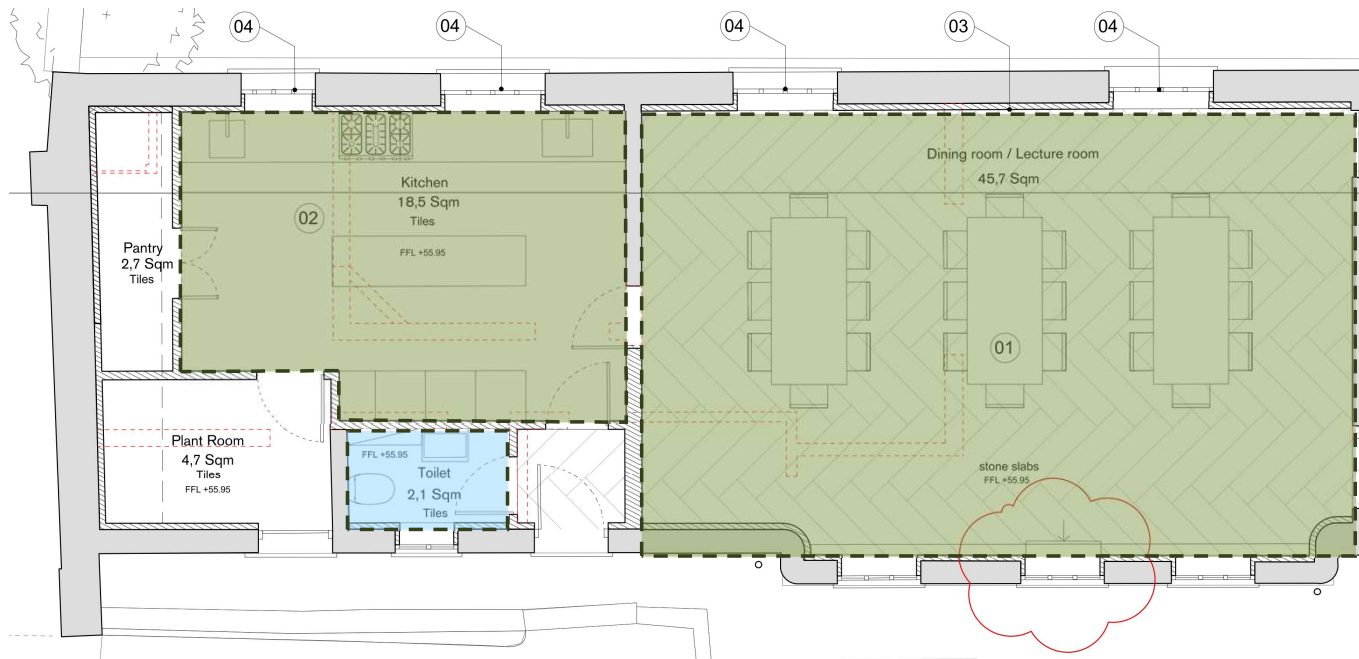 04
04
04
03
04
Dining room / Lecture room
45,7 Sqm
Kitchen
18,5 Sqm
Tiles
02
FFL +55.95
Pantry
2,7 Sqm
Tiles
01
Plant Room
4,7 Sqm
Tiles
FFL +55.95
FFL +55.95
Toilet
2,1 Sqm
Tiles
stone slabs
FFL +55.95